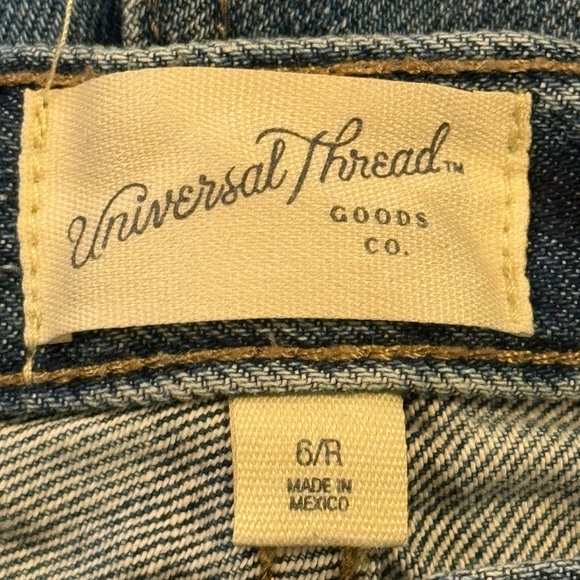 Universal Thread™
GOODS
CO.
6/R
MADE IN
MEXICO